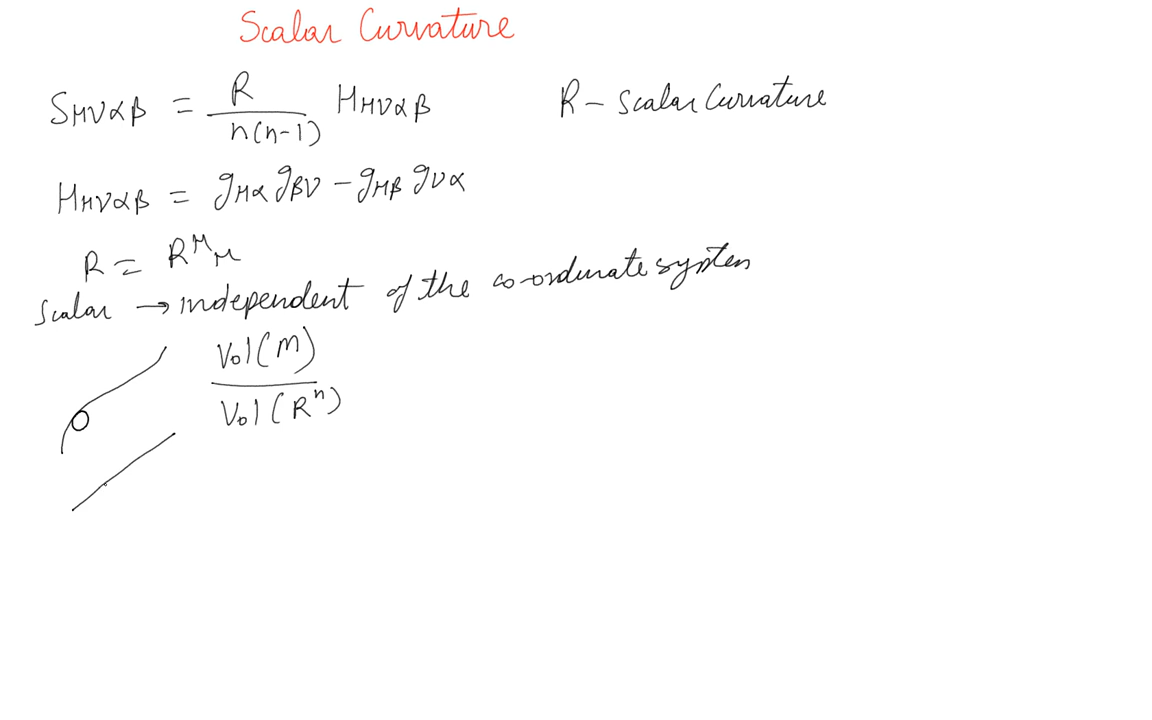 Scalar Curvature
Sμναβ = R / n(n-1) Hμναβ    R - scalar curvature
Hμναβ = gμα gβν - gμβ gνα
R = R^μ_μ
Scalar → independent of the co-ordinate system
Vol(M)
Vol(R^n)